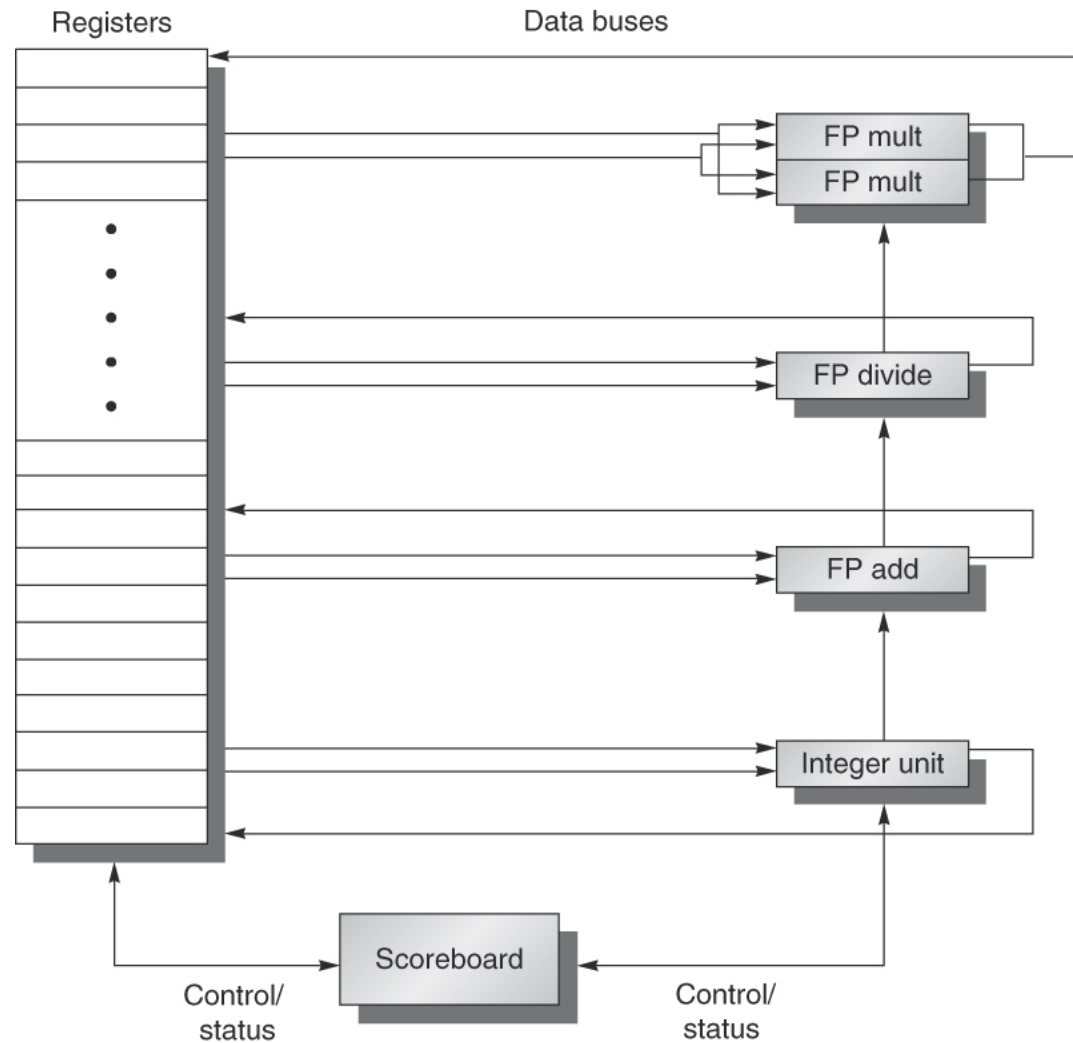 Registers
Data buses
FP mult
FP mult
FP divide
FP add
Integer unit
Scoreboard
Control/
status
Control/
status